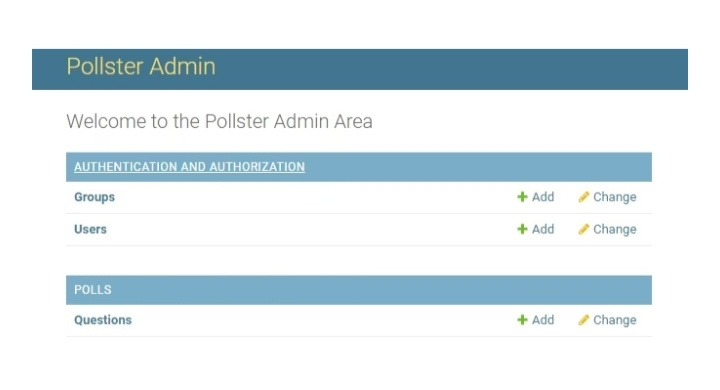 Pollster Admin
Welcome to the Pollster Admin Area
AUTHENTICATION AND AUTHORIZATION
Groups Add Change
Users Add Change
POLLS
Questions Add Change